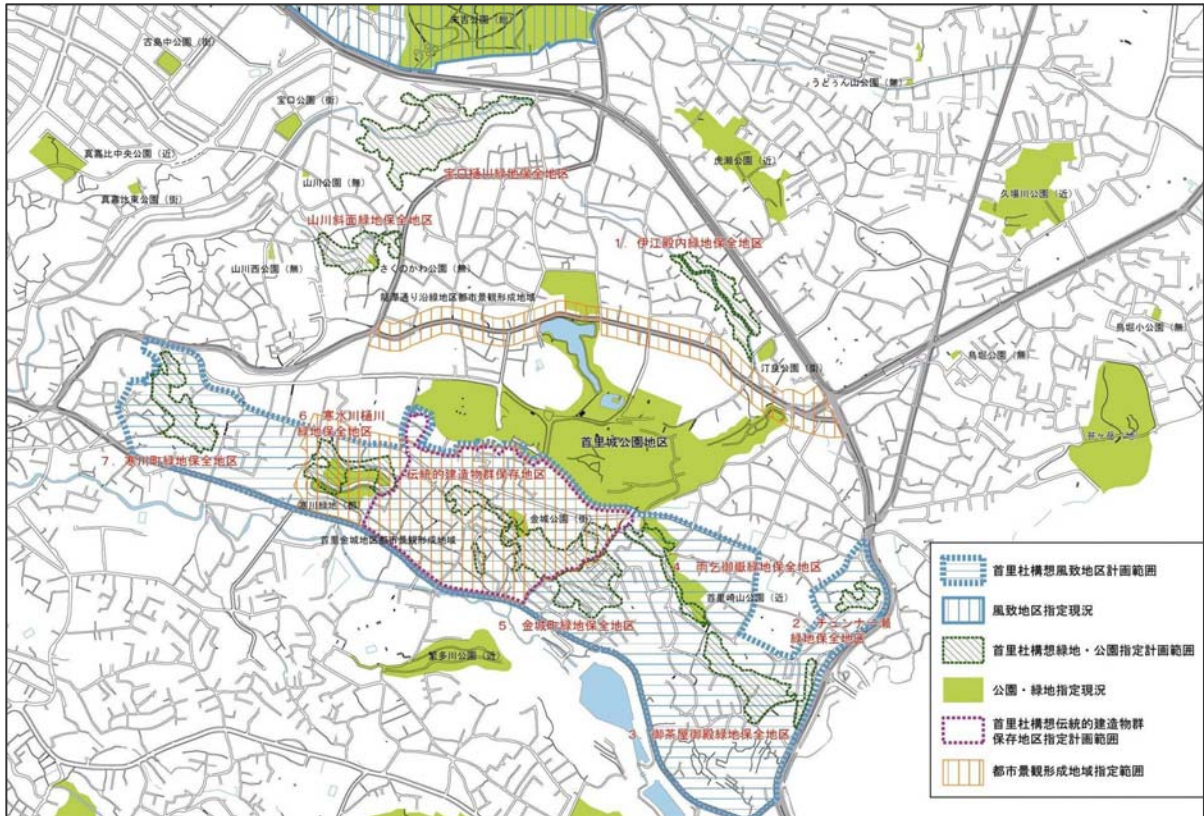 末吉公園（総）
古島中公園（街）
うどぅん山公園（無）
宝口公園（街）
真嘉比中央公園（近）
虎瀬公園（近）
宝口樋川緑地保全地区
山川公園（無）
真嘉比東公園（街）
久場川公園（近）
山川斜面緑地保全地区
1．伊江殿内緑地保全地区
山川西公園（無）
さくのかわ公園（無）
龍潭通り沿線地区都市景観形成地域
鳥堀小公園（無）
鳥堀公園（無）
汀良公園（街）
6．寒水川樋川
緑地保全地区
首里城公園地区
7．寒川町緑地保全地区
伝統的建造物群保存地区
寒川緑地（都）
金城公園（街）
首里金城地区都市景観形成地域
4．雨乞御嶽緑地保全地区
首里崎山公園（近）
5．金城町緑地保全地区
緑地保全地区
繁多川公園（近）
3．御茶屋御殿緑地保全地区
首里杜構想風致地区計画範囲
風致地区指定現況
首里杜構想緑地・公園指定計画範囲
公園・緑地指定現況
首里杜構想伝統的建造物群
保存地区指定計画範囲
都市景観形成地域指定範囲